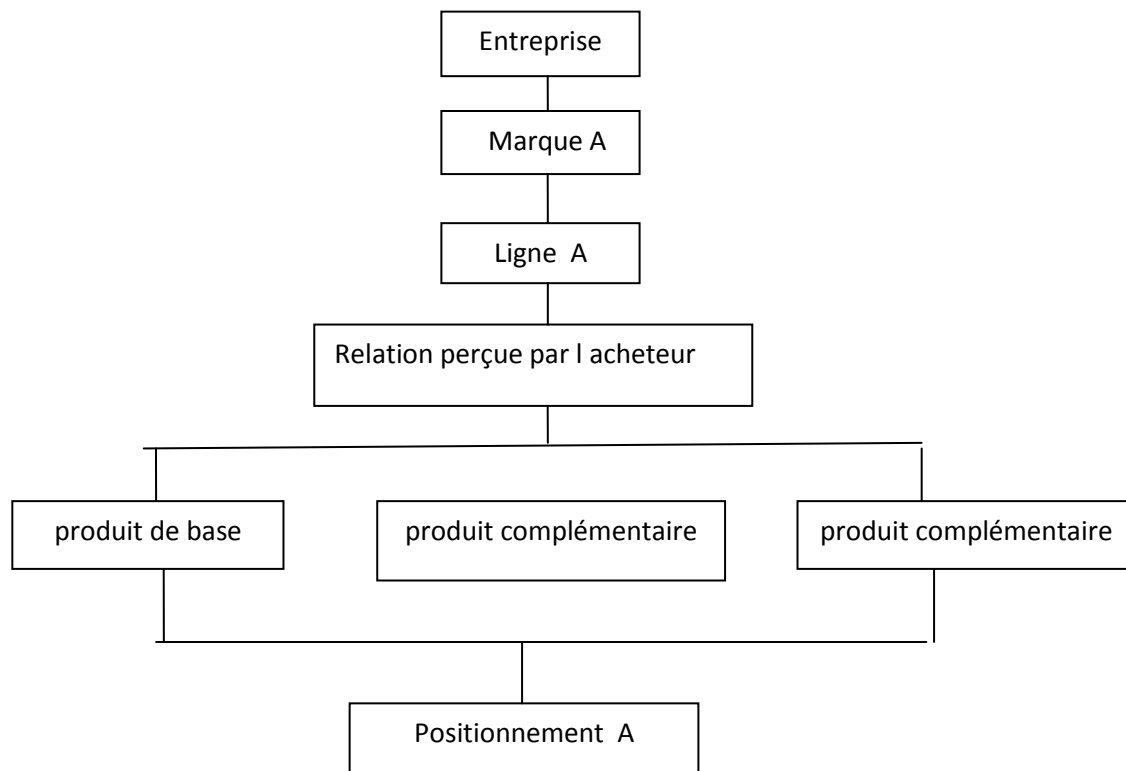 Entreprise
Marque A
Ligne A
Relation perçue par l acheteur
produit de base
produit complémentaire
produit complémentaire
Positionnement A